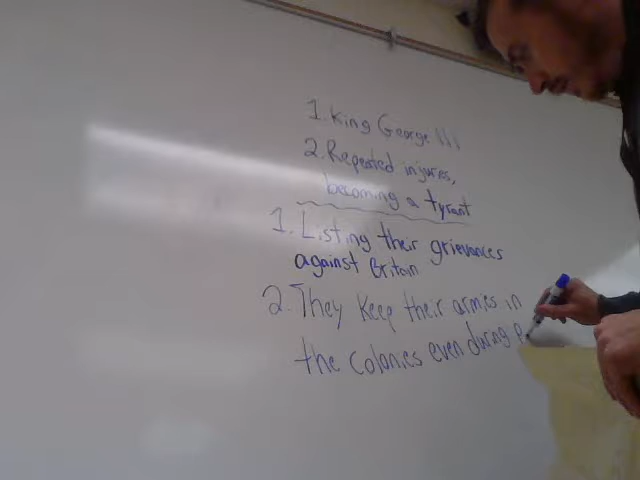 1. King George III
2. Repeated injuries,
becoming a tyrant
1. Listing their grievances
against Britain
2. They Keep their armies in
the colonies even during p